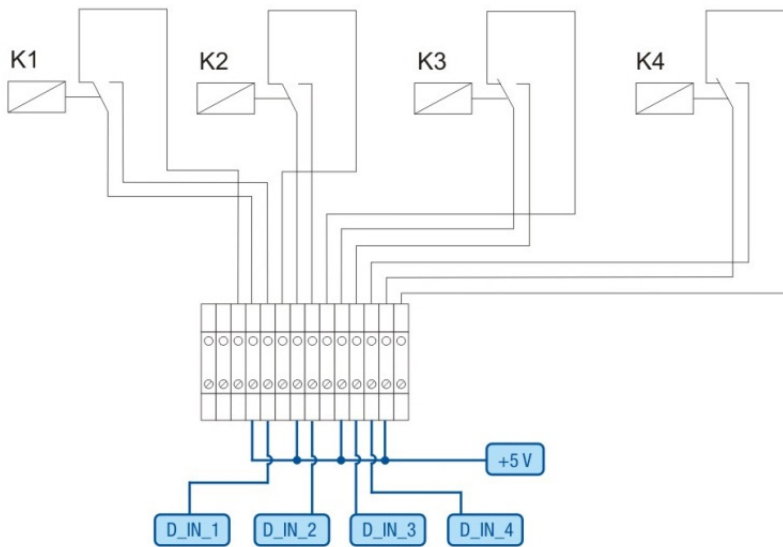 K1
K2
K3
K4
+5 V
D_IN_1
D_IN_2
D_IN_3
D_IN_4